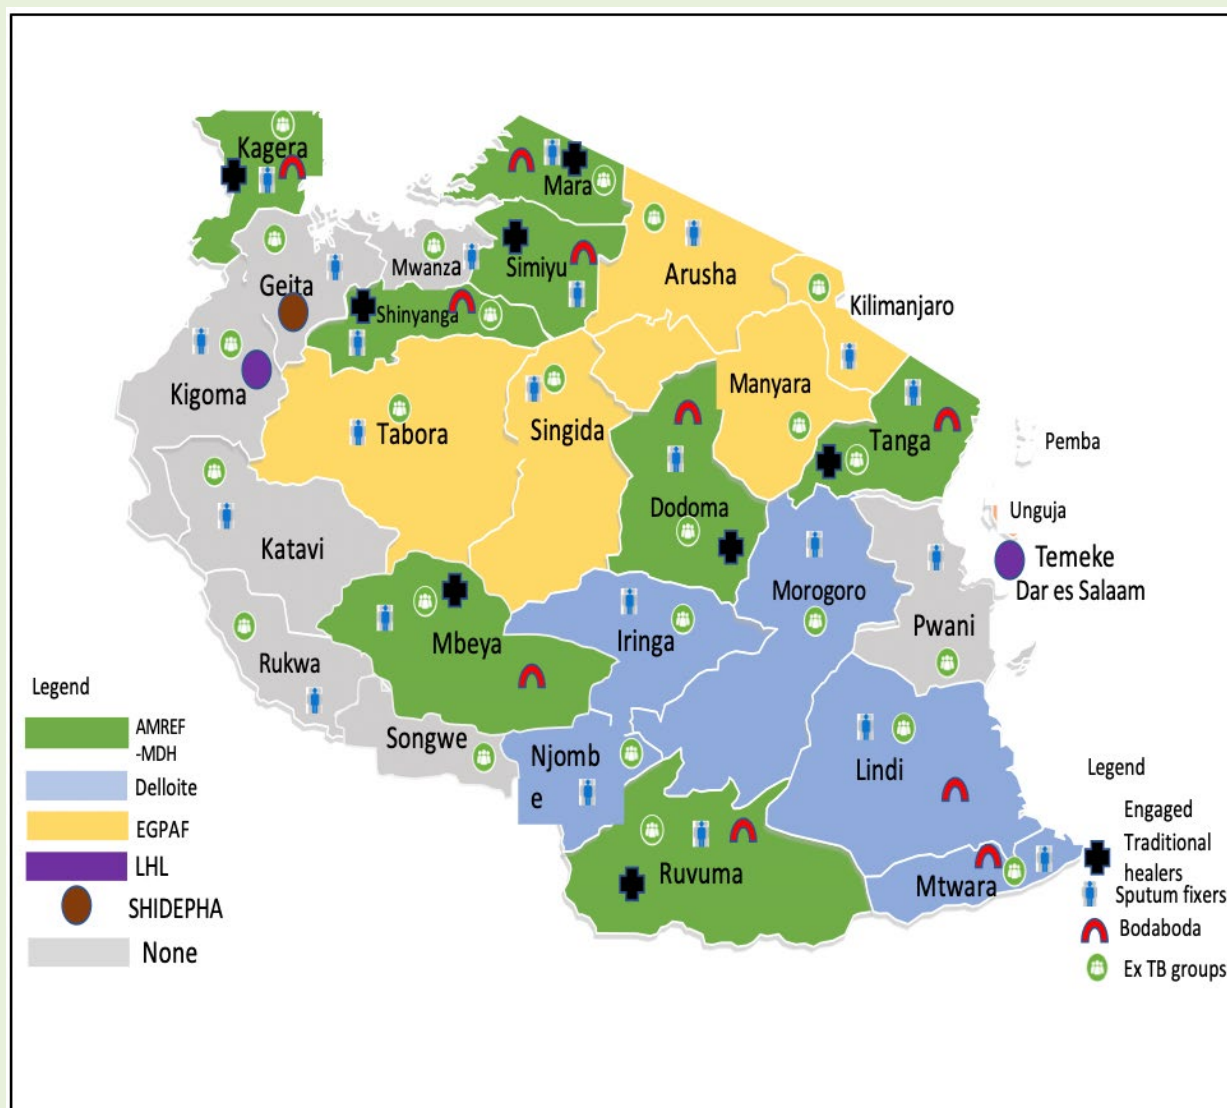 Kagera
Mara
Geita
Mwanza
Simiyu
Arusha
Shinyanga
Kilimanjaro
Kigoma
Manyara
Tabora
Singida
Tanga
Pemba
Dodoma
Unguja
Katavi
Temeke
Dar es Salaam
Morogoro
Mbeya
Iringa
Pwani
Rukwa
Songwe
Njomb
e
Lindi
Ruvuma
Mtwara
Legend
AMREF
-MDH
Delloite
EGPAF
LHL
SHIDEPHA
None
Legend
Engaged
Traditional
healers
Sputum fixers
Bodaboda
Ex TB groups